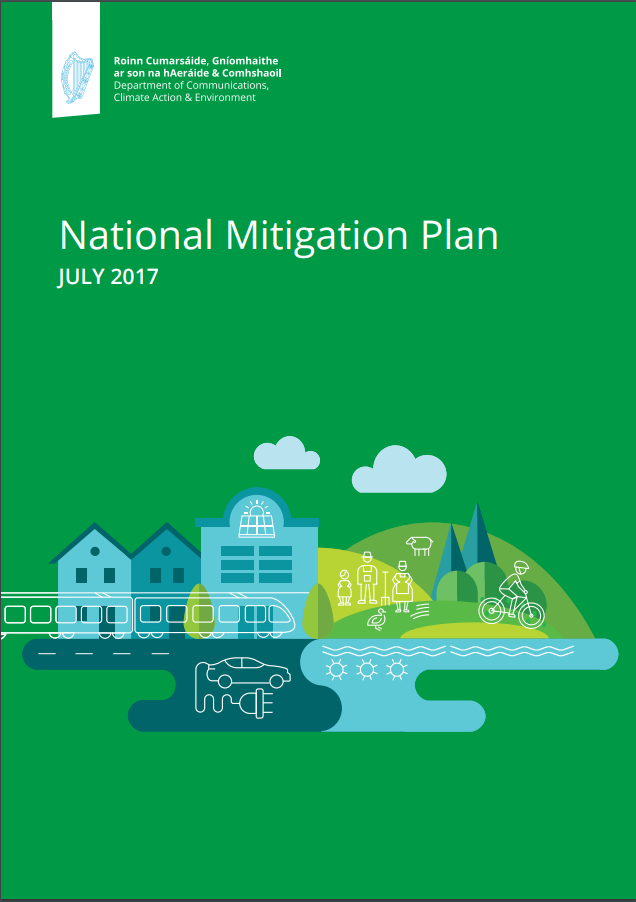 Roinn Cumarsáide, Gníomhaithe
ar son na hAeráide & Comhshaoil
Department of Communications,
Climate Action & Environment
National Mitigation Plan
JULY 2017